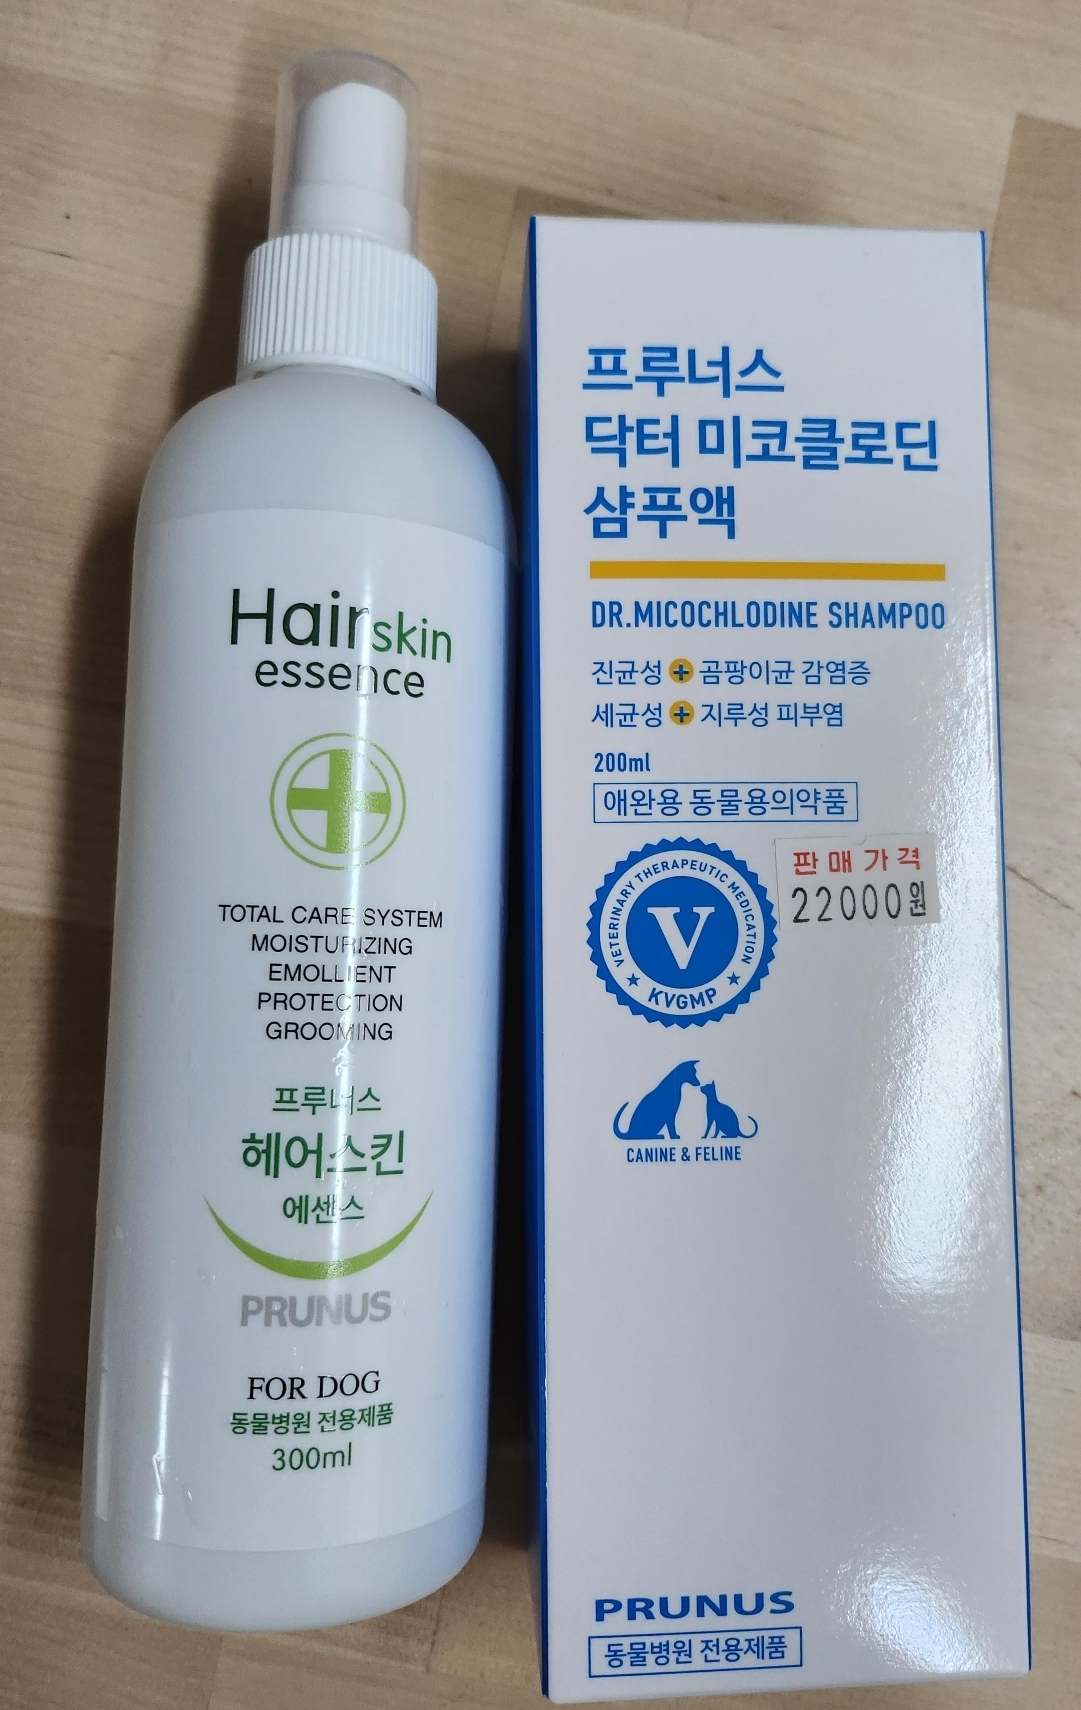 Hairskin
essence
TOTAL CARE SYSTEM
MOISTURIZING
EMOLLIENT
PROTECTION
GROOMING
프루너스
헤어스킨
에센스
PRUNUS
FOR DOG
동물병원 전용제품
300ml
프루너스
닥터 미코클로딘
샴푸액
DR.MICOCHLODINE SHAMPOO
진균성 + 곰팡이균 감염증
세균성 + 지루성 피부염
200ml
애완용 동물용의약품
판매가격
22000원
VETERINARY THERAPEUTIC MEDICATION
V
★ KVGMP ★
CANINE & FELINE
PRUNUS
동물병원 전용제품